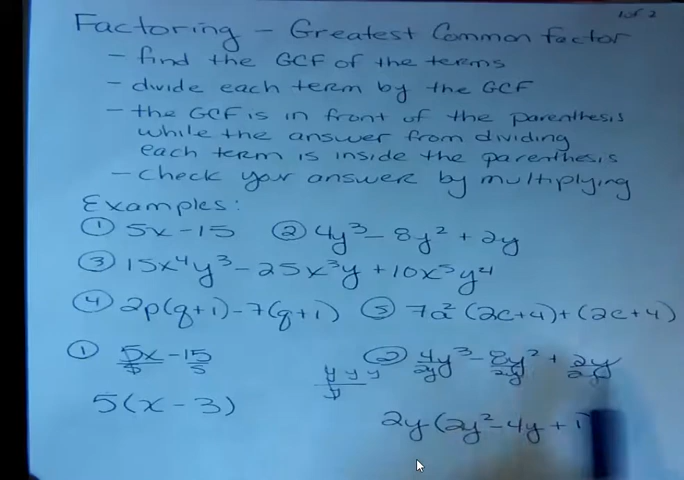 1 of 2
Factoring - Greatest Common factor
- find the GCF of the terms
- divide each term by the GCF
- the GCF is in front of the parenthesis
while the answer from dividing
each term is inside the parenthesis
- check your answer by multiplying
Examples:
① 5x - 15 ② 4y³ - 8y² + 2y
③ 15x⁴y³ - 25x³y + 10x⁵y⁴
④ 2p(q+1) - 7(q+1) ⑤ 7a²(2c+4) + (2c+4)
① 5x/5 - 15/5 y y y/y ② 4y³/2y - 8y²/2y + 2y/2y
5(x - 3) 2y(2y² - 4y + 1)